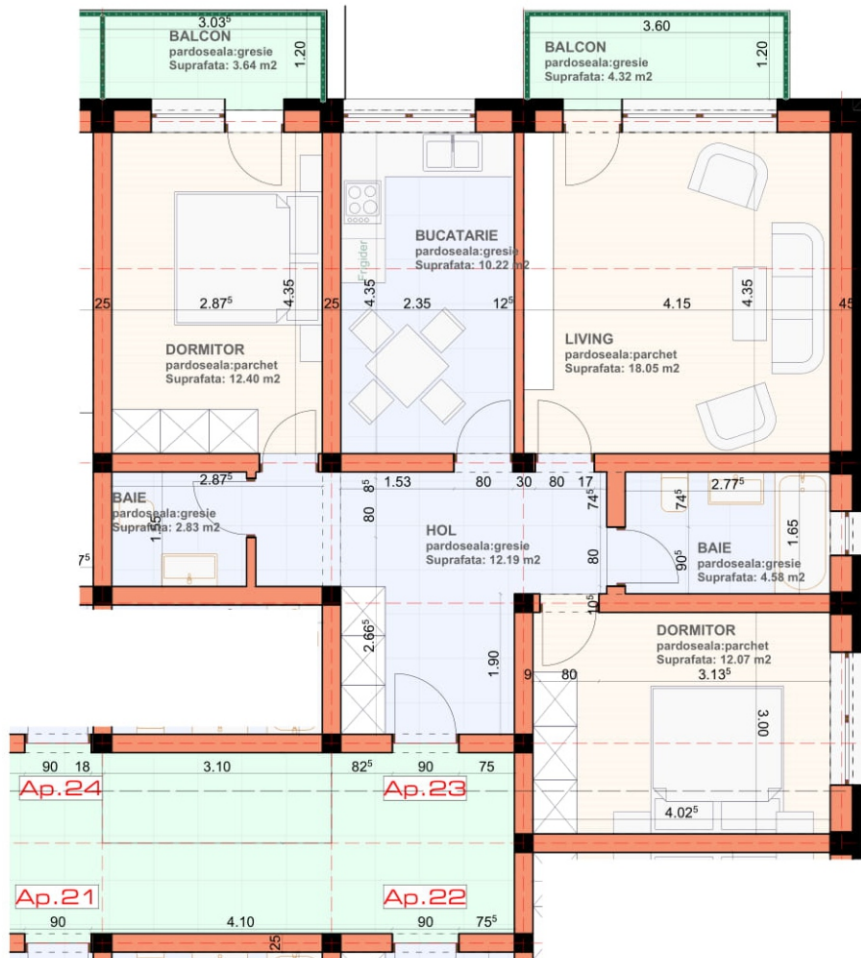 3.03⁵
BALCON
pardoseala:gresie
Suprafata: 3.64 m2
1.20
3.60
BALCON
pardoseala:gresie
Suprafata: 4.32 m2
1.20
BUCATARIE
pardoseala:gresie
Suprafata: 10.22 m2
Frigider
25
2.87⁵
4.35
25
4.35
2.35
12⁵
4.15
4.35
45
DORMITOR
pardoseala:parchet
Suprafata: 12.40 m2
LIVING
pardoseala:parchet
Suprafata: 18.05 m2
2.87⁵
8⁵
1.53
80
30
80
17
74⁵
74⁵
2.77⁵
BAIE
pardoseala:gresie
Suprafata: 2.83 m2
1.55
80
HOL
pardoseala:gresie
Suprafata: 12.19 m2
80
90⁵
1.65
BAIE
pardoseala:gresie
Suprafata: 4.58 m2
7⁵
10⁵
2.66⁵
1.90
DORMITOR
pardoseala:parchet
Suprafata: 12.07 m2
9
80
3.13⁵
3.00
4.02⁵
90
18
3.10
82⁵
90
75
Ap.24
Ap.23
Ap.21
Ap.22
90
4.10
90
75⁵
25